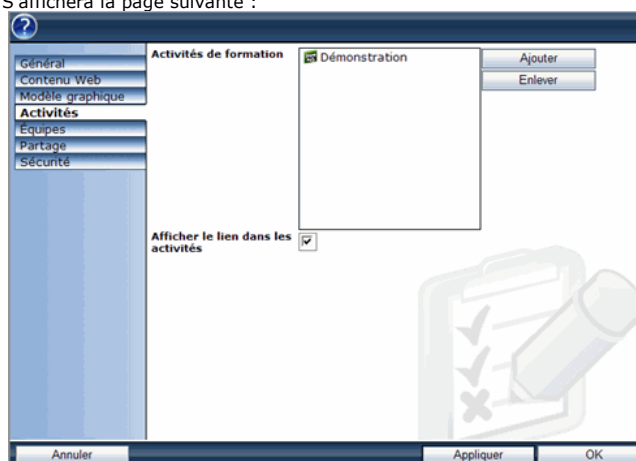 S'affichera la page suivante :
?
Général
Contenu Web
Modèle graphique
Activités
Équipes
Partage
Sécurité
Activités de formation
Démonstration
Ajouter
Enlever
Afficher le lien dans les
activités
Annuler
Appliquer
OK